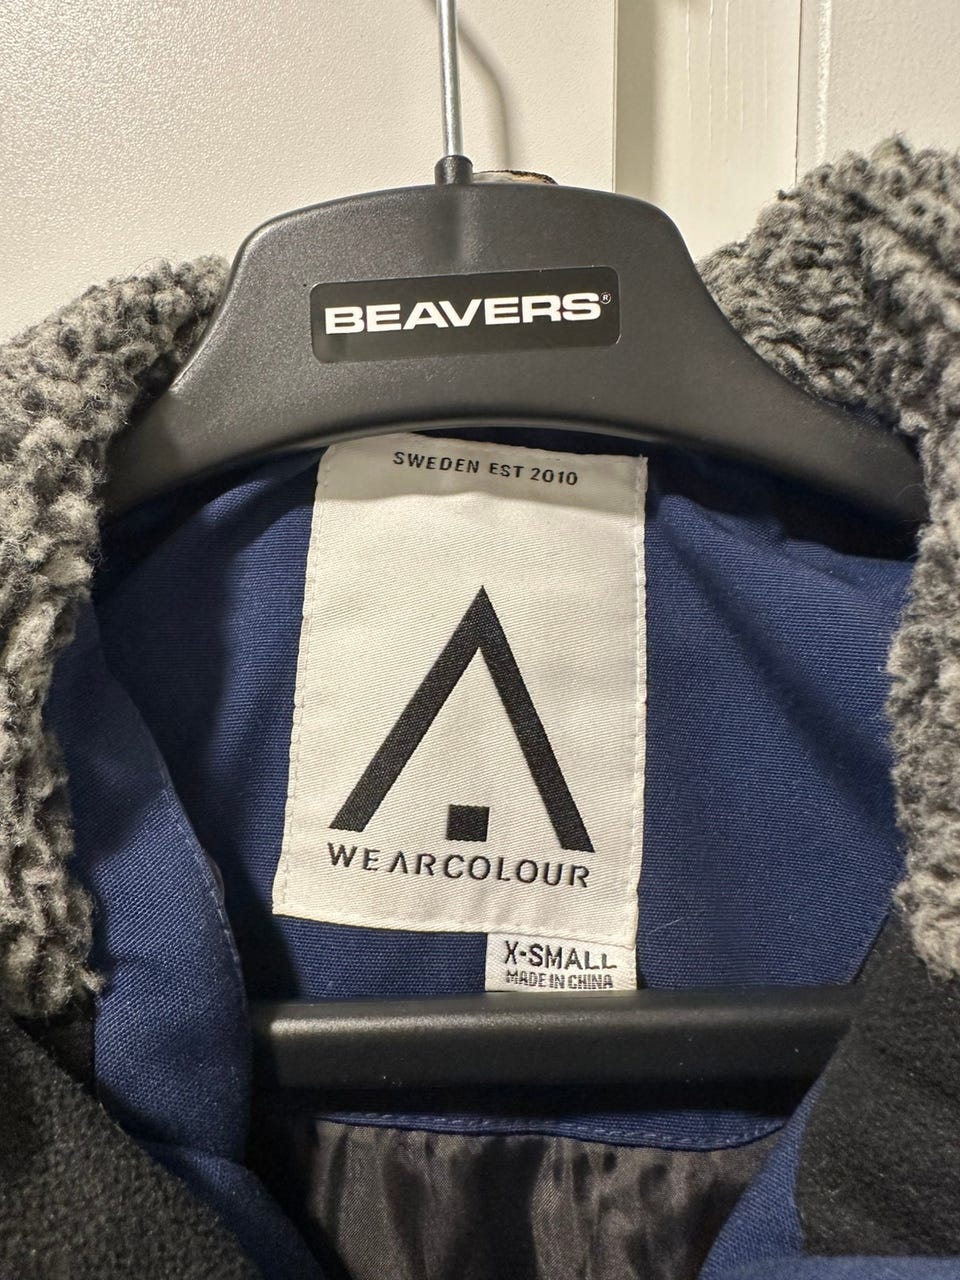 BEAVERS®
SWEDEN EST 2010
WEARCOLOUR
X-SMALL
MADE IN CHINA